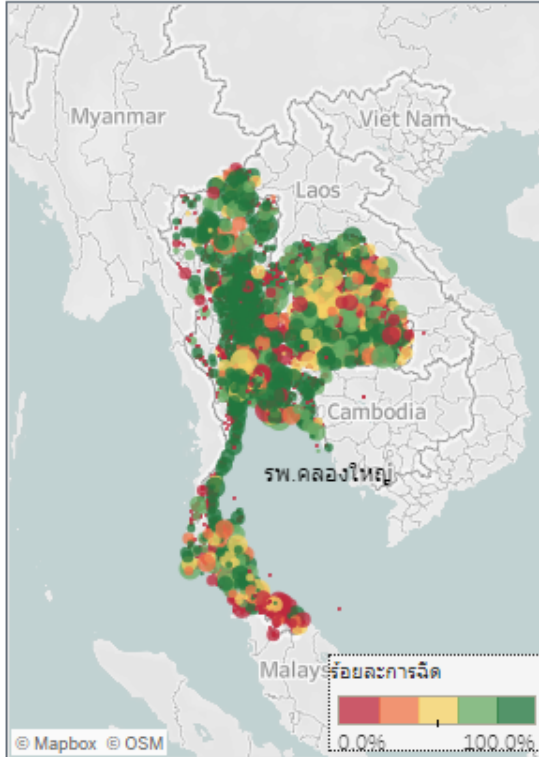 Myanmar
Viet Nam
Laos
Cambodia
รพ.คลองใหญ่
Malays
ร้อยละการฉีด
0.0% 100.0%
© Mapbox © OSM